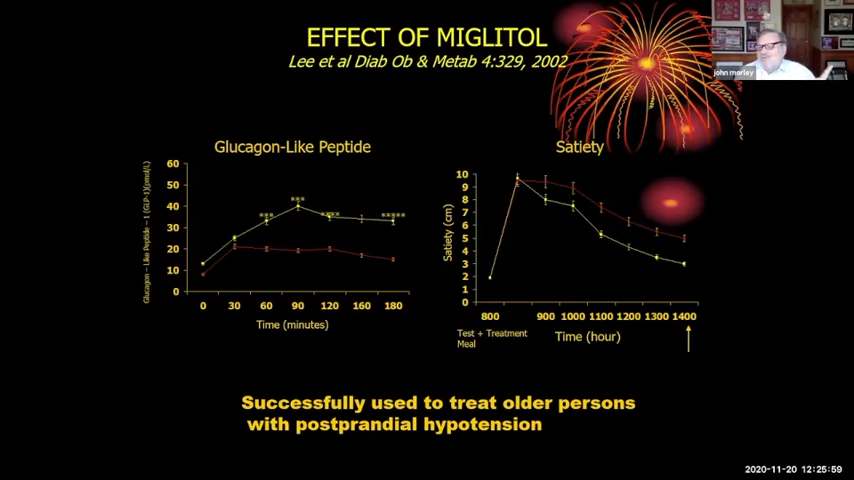 EFFECT OF MIGLITOL
Lee et al Diab Ob & Metab 4:329, 2002
john morley
Glucagon-Like Peptide
Glucagon – Like Peptide – 1 (GLP-1)(pmol/L)
60
50
40
30
20
10
0
***
***
****
*****
0 30 60 90 120 160 180
Time (minutes)
Satiety
Satiety (cm)
10
9
8
7
6
5
4
3
2
1
0
800 900 1000 1100 1200 1300 1400
Test + Treatment
Meal
Time (hour)
Successfully used to treat older persons
with postprandial hypotension
2020-11-20 12:25:59